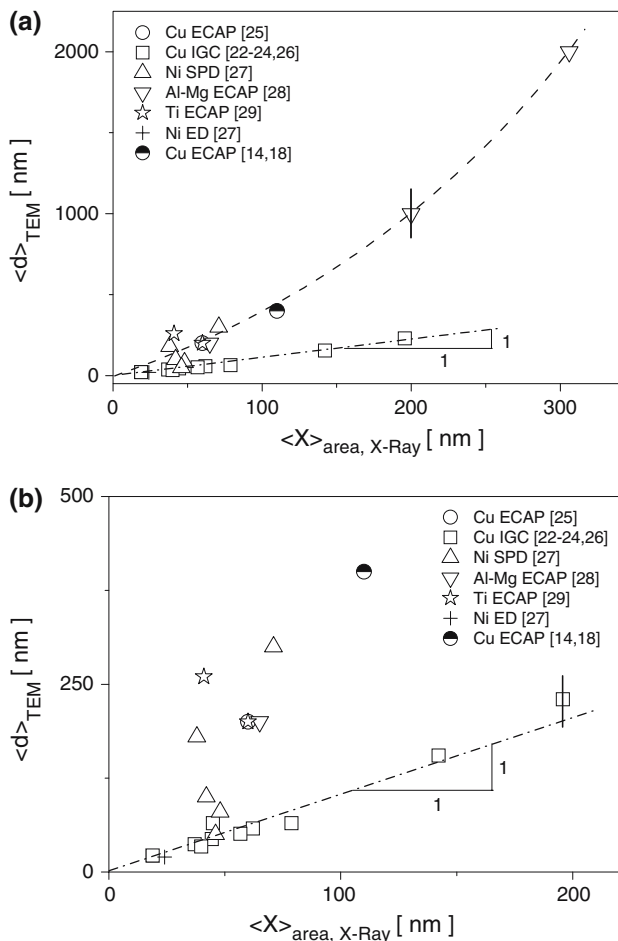 (a)
Cu ECAP [25]
Cu IGC [22-24,26]
Ni SPD [27]
Al-Mg ECAP [28]
Ti ECAP [29]
Ni ED [27]
Cu ECAP [14,18]
2000
1000
0
<d>TEM [ nm ]
1
1
0 100 200 300
<X>area, X-Ray [ nm ]
(b)
500
250
0
<d>TEM [ nm ]
Cu ECAP [25]
Cu IGC [22-24,26]
Ni SPD [27]
Al-Mg ECAP [28]
Ti ECAP [29]
Ni ED [27]
Cu ECAP [14,18]
1
1
0 100 200
<X>area, X-Ray [ nm ]